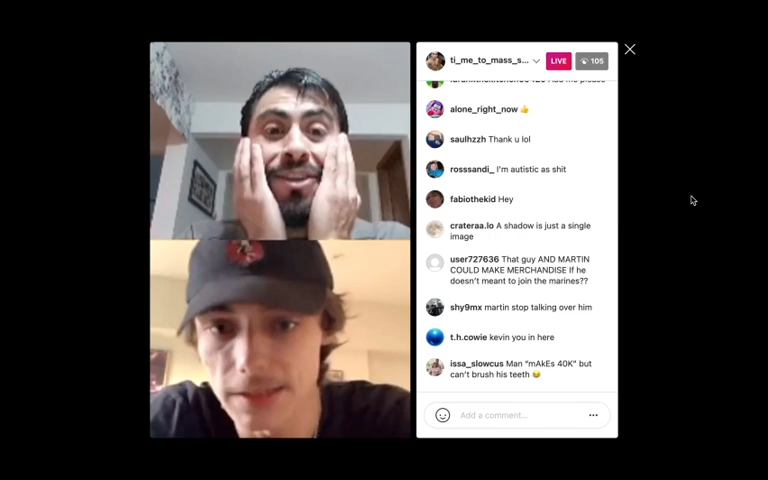 ti_me_to_mass_s... LIVE 105
alone_right_now 👍
saulhzzh Thank u lol
rosssandi_ I'm autistic as shit
fabiothekid Hey
crateraa.lo A shadow is just a single
image
user727636 That guy AND MARTIN
COULD MAKE MERCHANDISE If he
doesn't meant to join the marines??
shy9mx martin stop talking over him
t.h.cowie kevin you in here
issa_slowcus Man “mAkEs 40K” but
can't brush his teeth 😂
Add a comment...